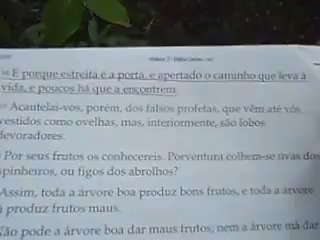 E porque estreita é a porta, e apertado o caminho que leva à
vida, e poucos há que a encontrem.
Acautelai-vos, porém, dos falsos profetas, que vêm até vós
vestidos como ovelhas, mas, interiormente, são lobos
devoradores.
Por seus frutos os conhecereis. Porventura colhem-se uvas dos
spinheiros, ou figos dos abrolhos?
Assim, toda a árvore boa produz bons frutos, e toda a árvore
á produz frutos maus.
Não pode a árvore boa dar maus frutos, nem a árvore má dar